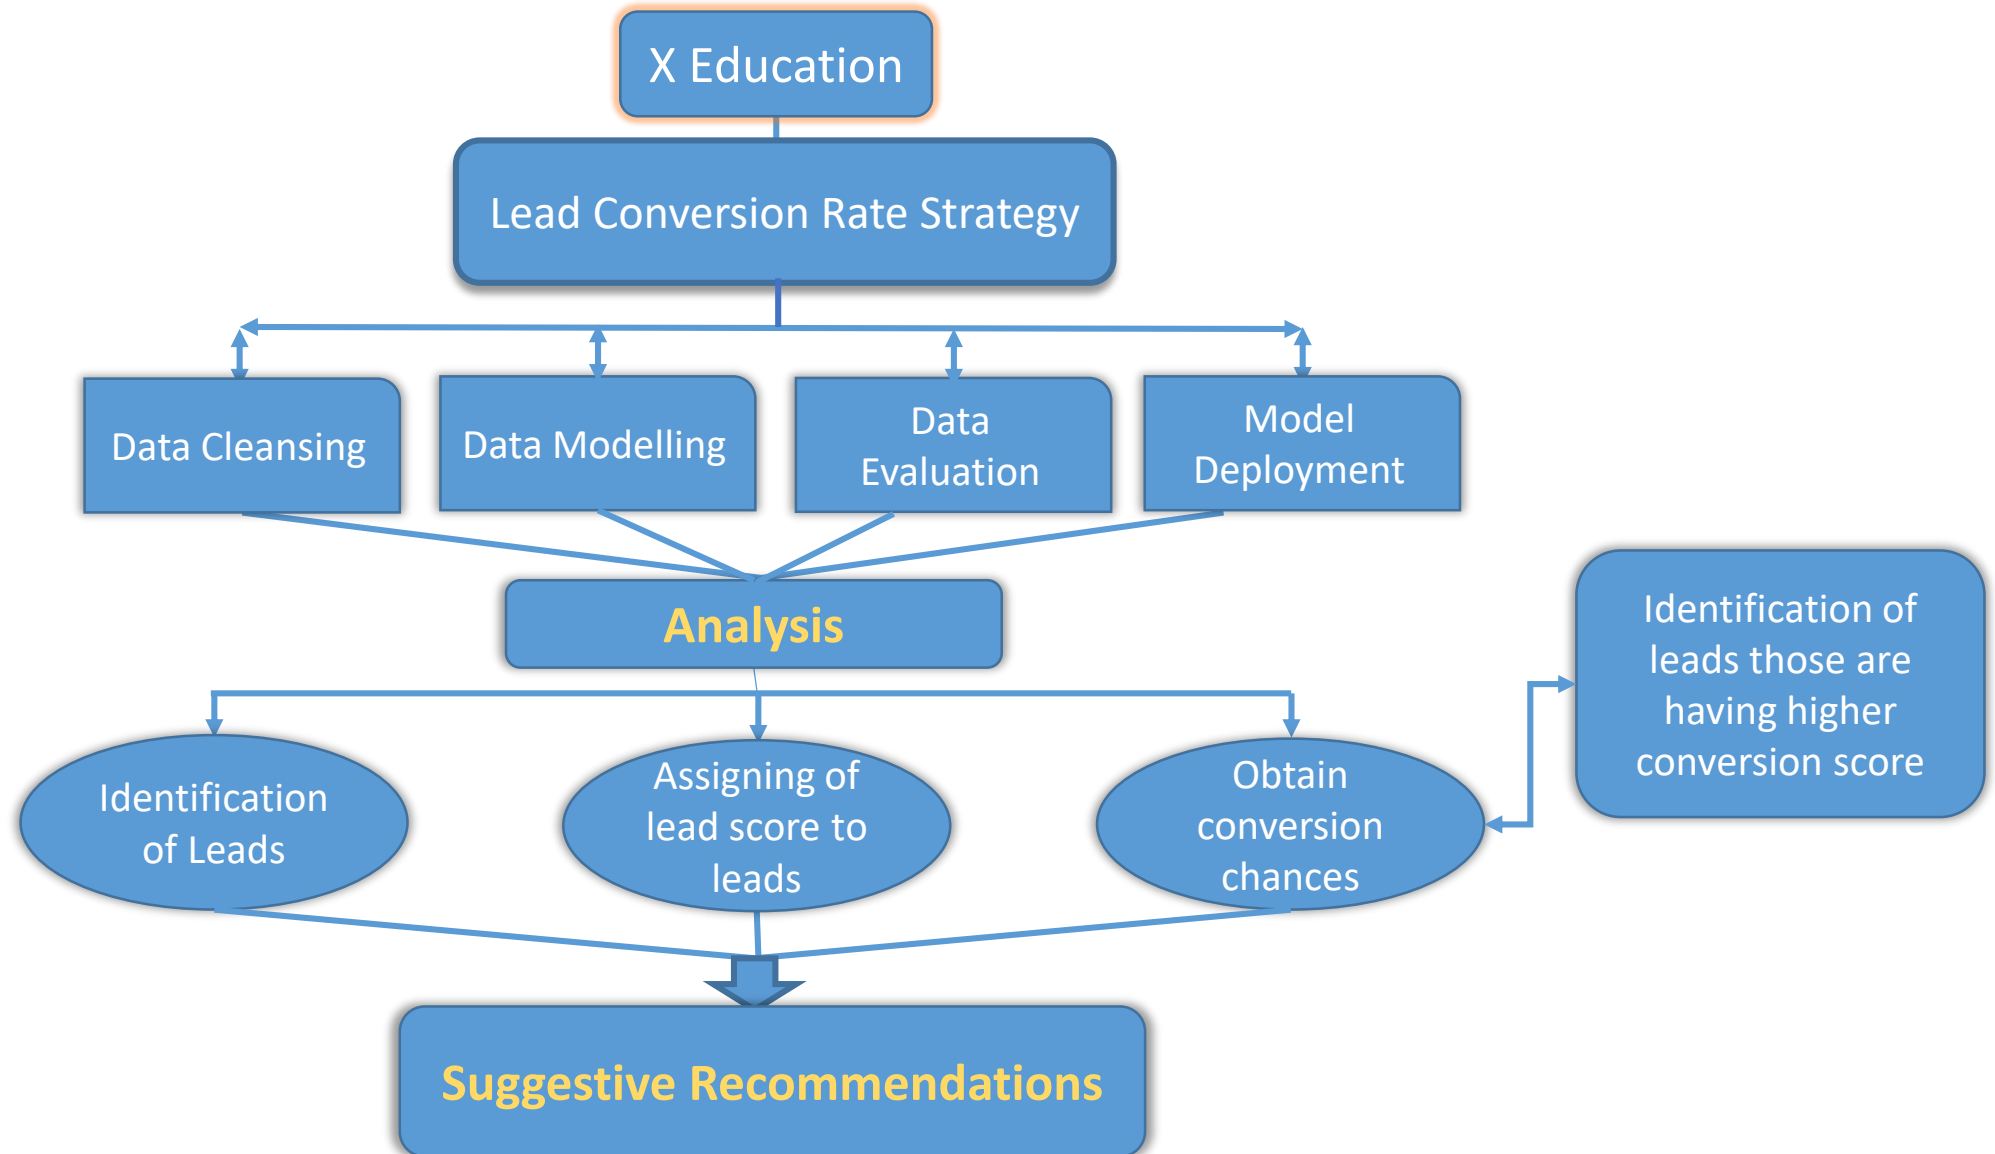 X Education
Lead Conversion Rate Strategy
Data Cleansing
Data Modelling
Data
Evaluation
Model
Deployment
Analysis
Identification of
leads those are
having higher
conversion score
Identification
of Leads
Assigning of
lead score to
leads
Obtain
conversion
chances
Suggestive Recommendations